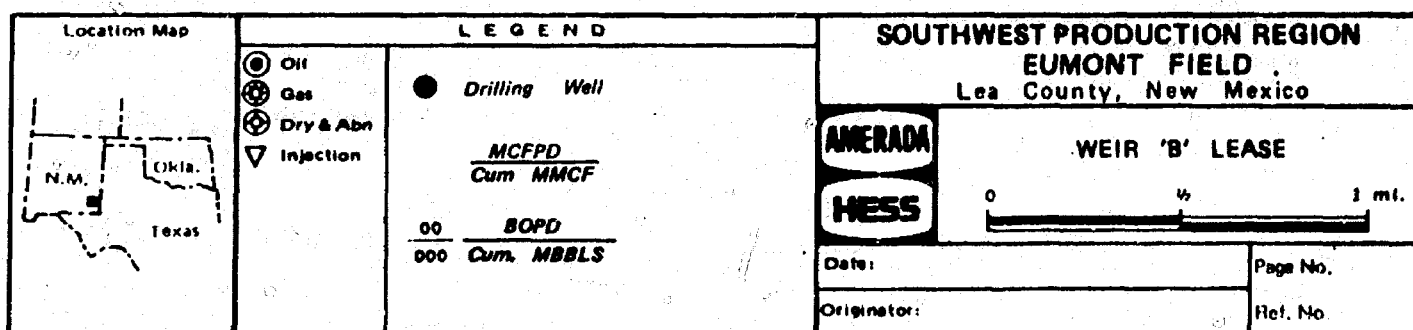 Location Map
N.M.
Okla.
Texas
LEGEND
Oil
Gas
Dry & Abn
Injection
Drilling Well
MCFPD
Cum MMCF
00 BOPD
000 Cum. MBBLS
SOUTHWEST PRODUCTION REGION
EUMONT FIELD.
Lea County, New Mexico
AMERADA
HESS
WEIR 'B' LEASE
0 ½ 1 mi.
Date:
Page No.
Originator:
Ref. No.